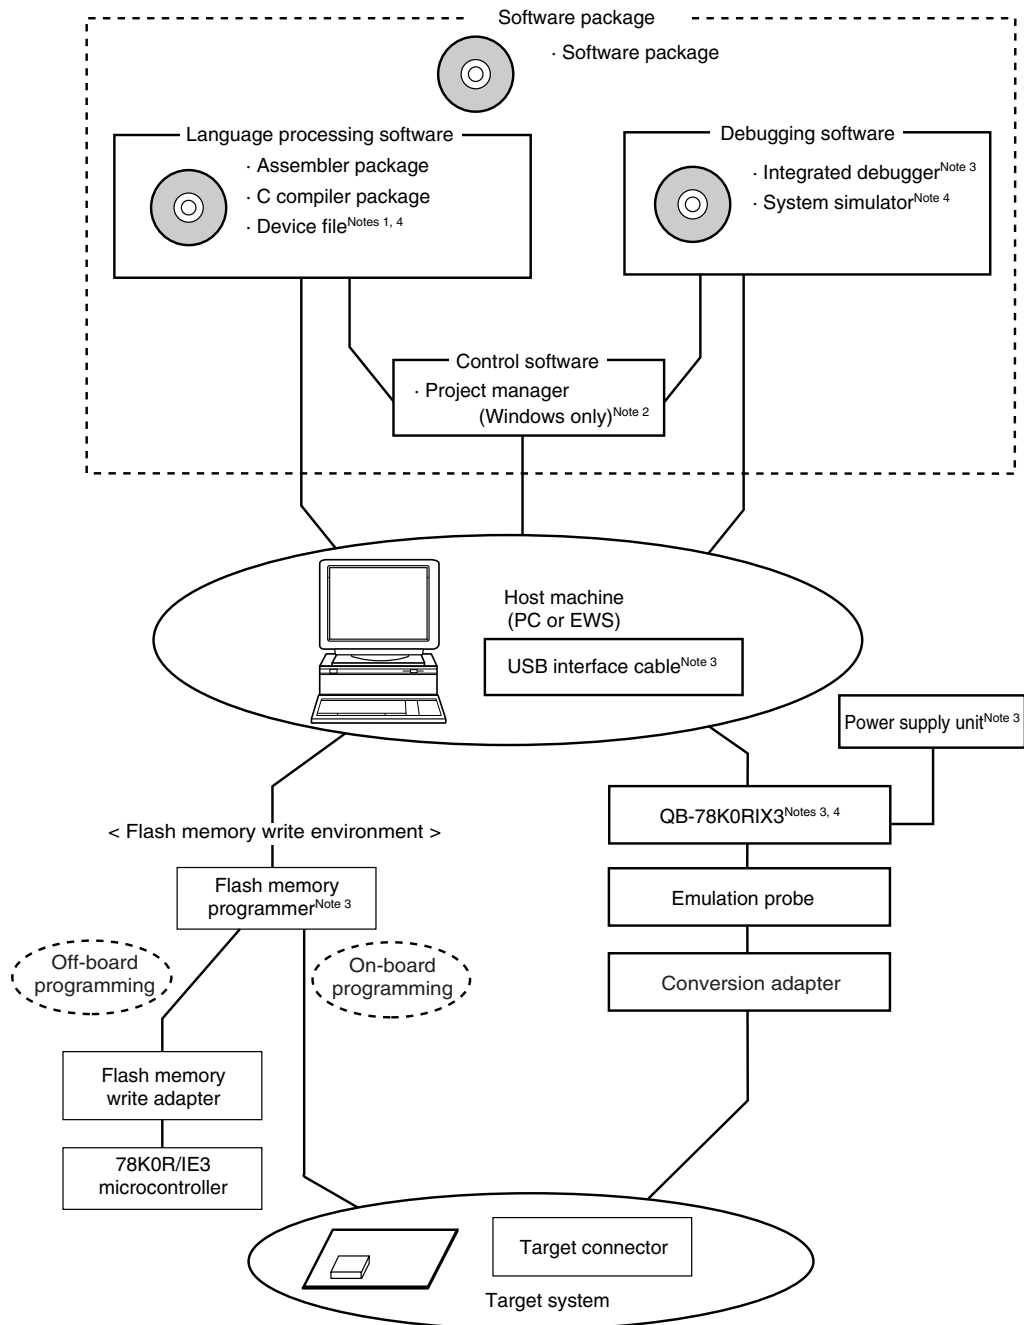 Software package
· Software package
Language processing software
· Assembler package
· C compiler package
· Device fileNotes 1, 4
Debugging software
· Integrated debuggerNote 3
· System simulatorNote 4
Control software
· Project manager
(Windows only)Note 2
Host machine
(PC or EWS)
USB interface cableNote 3
Power supply unitNote 3
QB-78K0RIX3Notes 3, 4
< Flash memory write environment >
Flash memory
programmerNote 3
Emulation probe
Off-board
programming
On-board
programming
Conversion adapter
Flash memory
write adapter
78K0R/IE3
microcontroller
Target connector
Target system